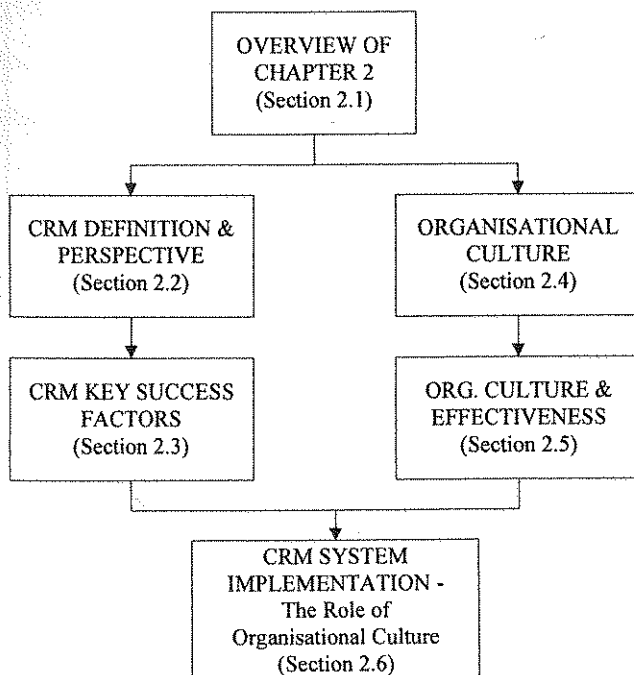 OVERVIEW OF
CHAPTER 2
(Section 2.1)
CRM DEFINITION &
PERSPECTIVE
(Section 2.2)
ORGANISATIONAL
CULTURE
(Section 2.4)
CRM KEY SUCCESS
FACTORS
(Section 2.3)
ORG. CULTURE &
EFFECTIVENESS
(Section 2.5)
CRM SYSTEM
IMPLEMENTATION -
The Role of
Organisational Culture
(Section 2.6)